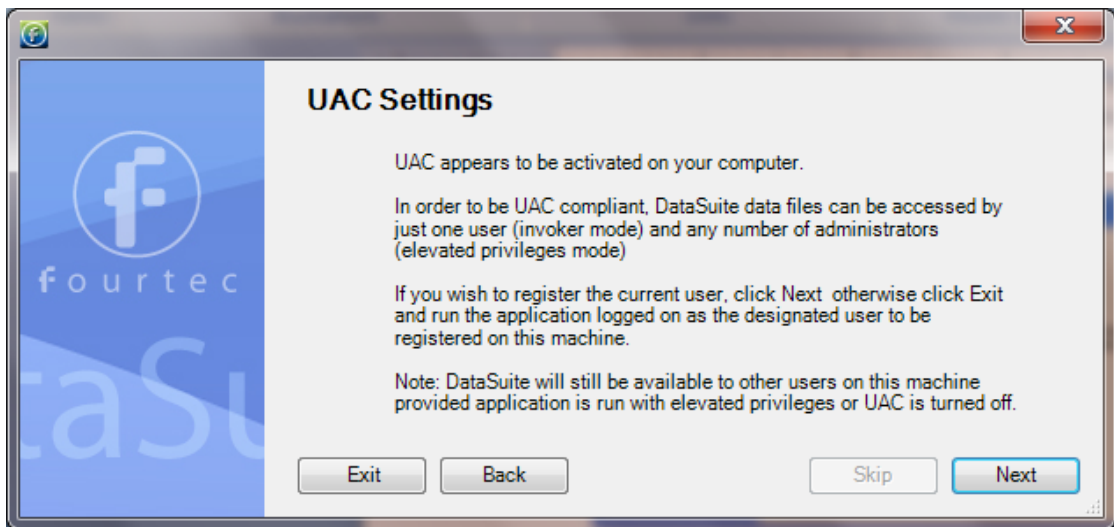 UAC Settings
UAC appears to be activated on your computer.
In order to be UAC compliant, DataSuite data files can be accessed by
just one user (invoker mode) and any number of administrators
(elevated privileges mode)
fourtec
If you wish to register the current user, click Next  otherwise click Exit
and run the application logged on as the designated user to be
registered on this machine.
Note: DataSuite will still be available to other users on this machine
provided application is run with elevated privileges or UAC is turned off.
taSu
Exit
Back
Skip
Next